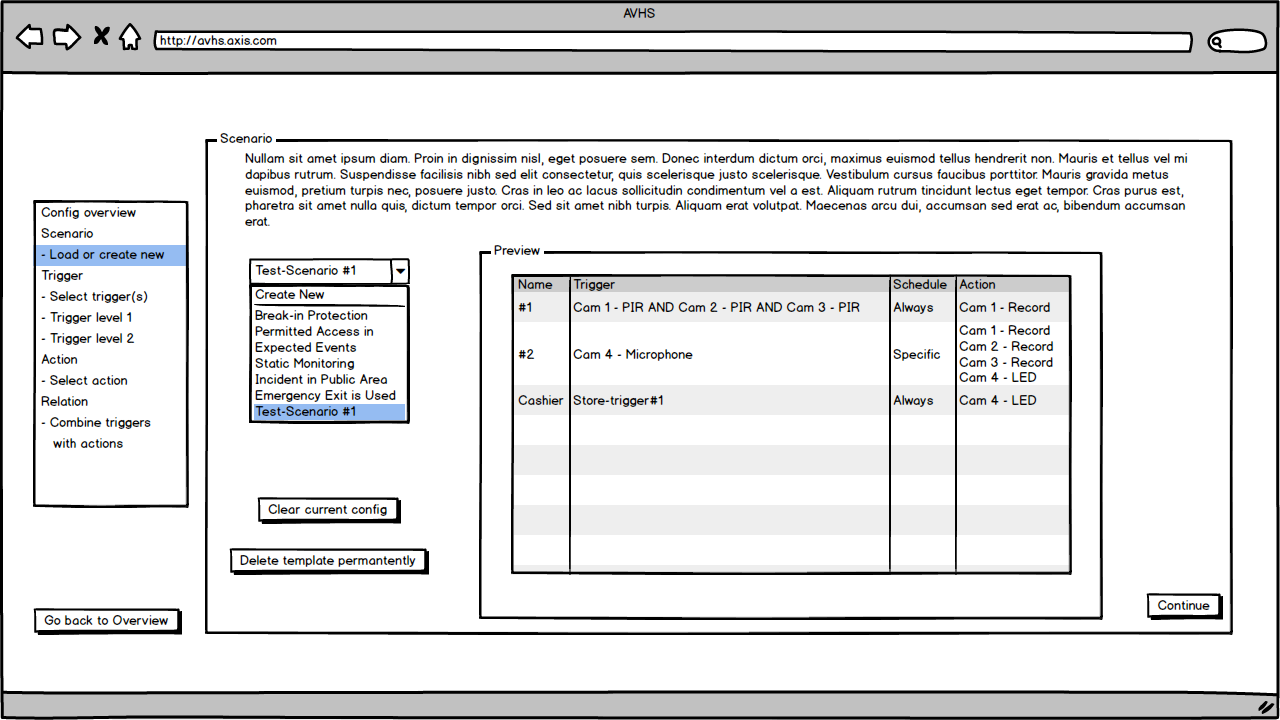 AVHS
http://avhs.axis.com
Scenario
Nullam sit amet ipsum diam. Proin in dignissim nisl, eget posuere sem. Donec interdum dictum orci, maximus euismod tellus hendrerit non. Mauris et tellus vel mi
dapibus rutrum. Suspendisse facilisis nibh sed elit consectetur, quis scelerisque justo scelerisque. Vestibulum cursus faucibus porttitor. Mauris gravida metus
euismod, pretium turpis nec, posuere justo. Cras in leo ac lacus sollicitudin condimentum vel a est. Aliquam rutrum tincidunt lectus eget tempor. Cras purus est,
pharetra sit amet nulla quis, dictum tempor orci. Sed sit amet nibh turpis. Aliquam erat volutpat. Maecenas arcu dui, accumsan sed erat ac, bibendum accumsan
erat.
Config overview
Scenario
- Load or create new
Trigger
- Select trigger(s)
- Trigger level 1
- Trigger level 2
Action
- Select action
Relation
- Combine triggers
with actions
Go back to Overview
Test-Scenario #1
Create New
Break-in Protection
Permitted Access in
Expected Events
Static Monitoring
Incident in Public Area
Emergency Exit is Used
Test-Scenario #1
Clear current config
Delete template permantently
Preview
Name Trigger Schedule Action
#1 Cam 1 - PIR AND Cam 2 - PIR AND Cam 3 - PIR Always Cam 1 - Record
#2 Cam 4 - Microphone Specific Cam 1 - Record
Cam 2 - Record
Cam 3 - Record
Cam 4 - LED
Cashier Store-trigger#1 Always Cam 4 - LED
Continue